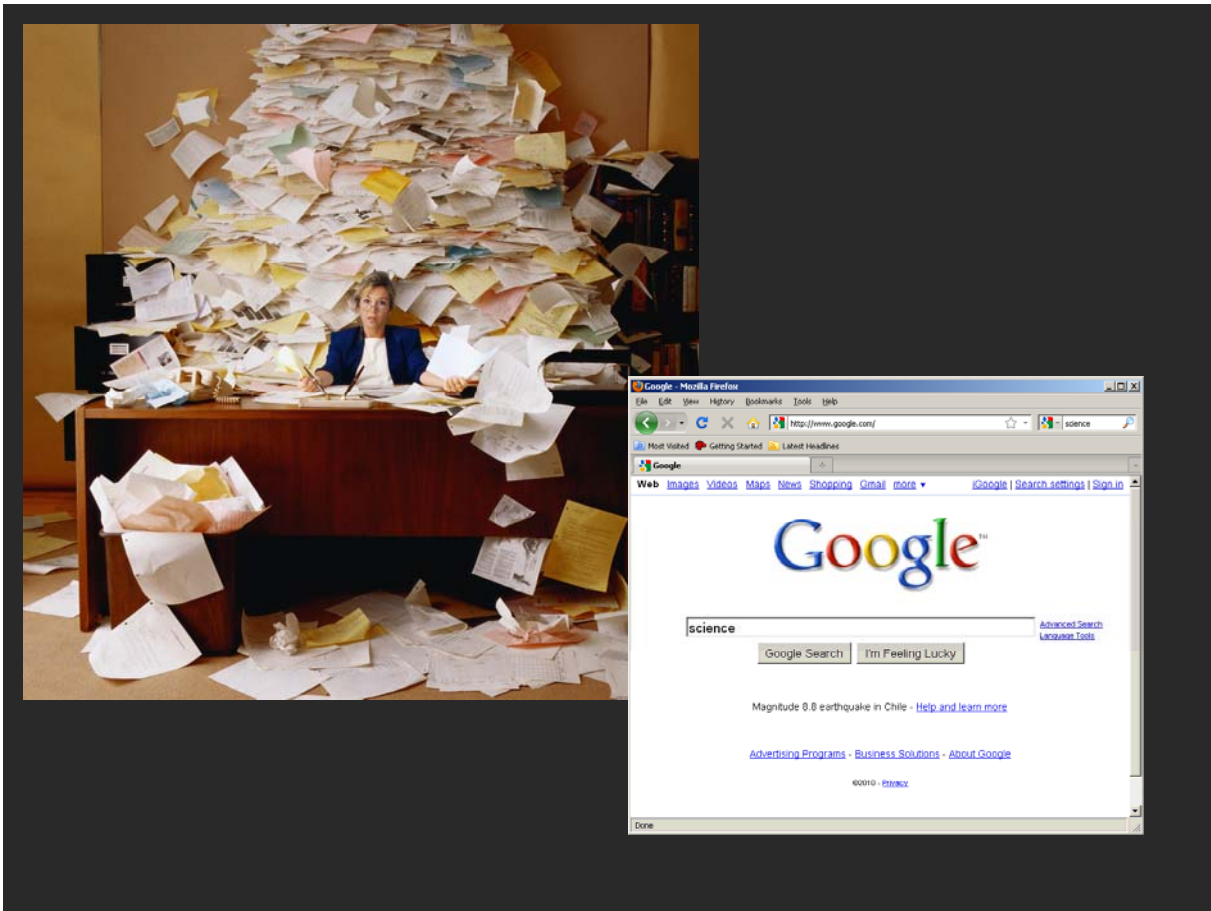 Google - Mozilla Firefox
File Edit View History Bookmarks Tools Help
http://www.google.com/ science
Most Visited Getting Started Latest Headlines
Google
Web Images Videos Maps News Shopping Gmail more ▼ iGoogle | Search settings | Sign in
Google™
science Advanced Search
Language Tools
Google Search I'm Feeling Lucky
Magnitude 8.8 earthquake in Chile - Help and learn more
Advertising Programs - Business Solutions - About Google
©2010 - Privacy
Done